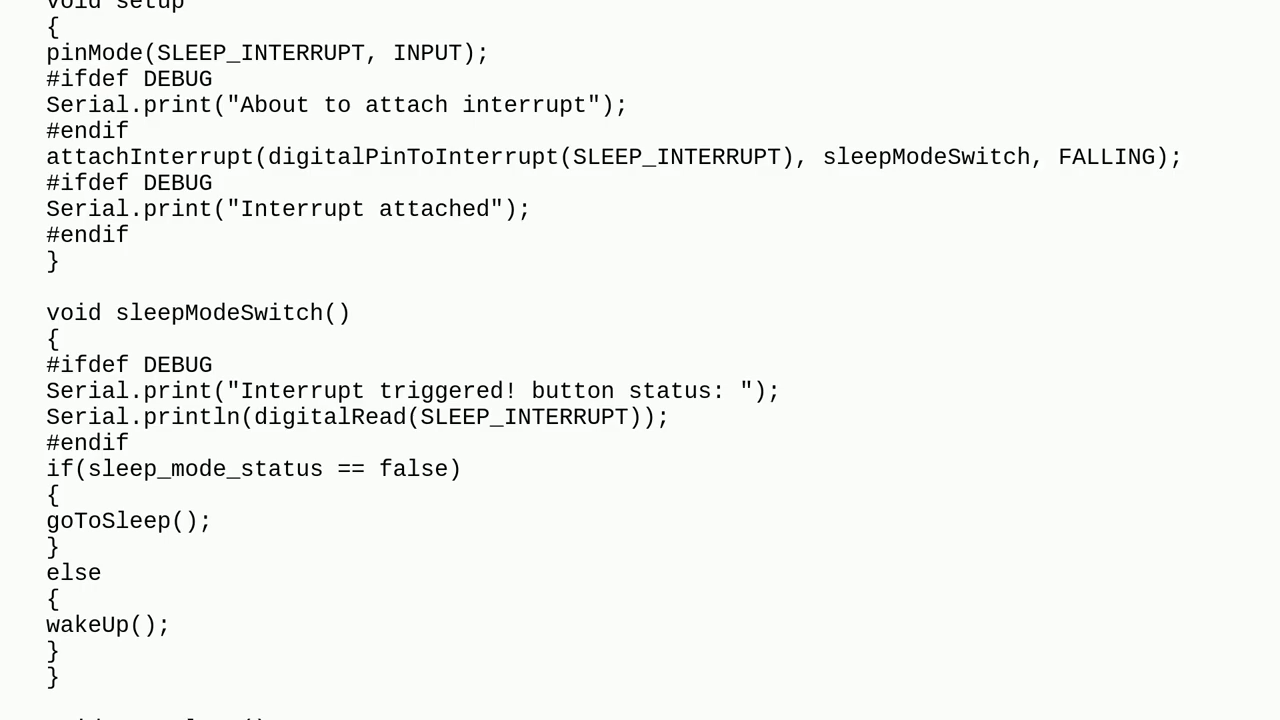 void setup
{
pinMode(SLEEP_INTERRUPT, INPUT);
#ifdef DEBUG
Serial.print("About to attach interrupt");
#endif
attachInterrupt(digitalPinToInterrupt(SLEEP_INTERRUPT), sleepModeSwitch, FALLING);
#ifdef DEBUG
Serial.print("Interrupt attached");
#endif
}

void sleepModeSwitch()
{
#ifdef DEBUG
Serial.print("Interrupt triggered! button status: ");
Serial.println(digitalRead(SLEEP_INTERRUPT));
#endif
if(sleep_mode_status == false)
{
goToSleep();
}
else
{
wakeUp();
}
}